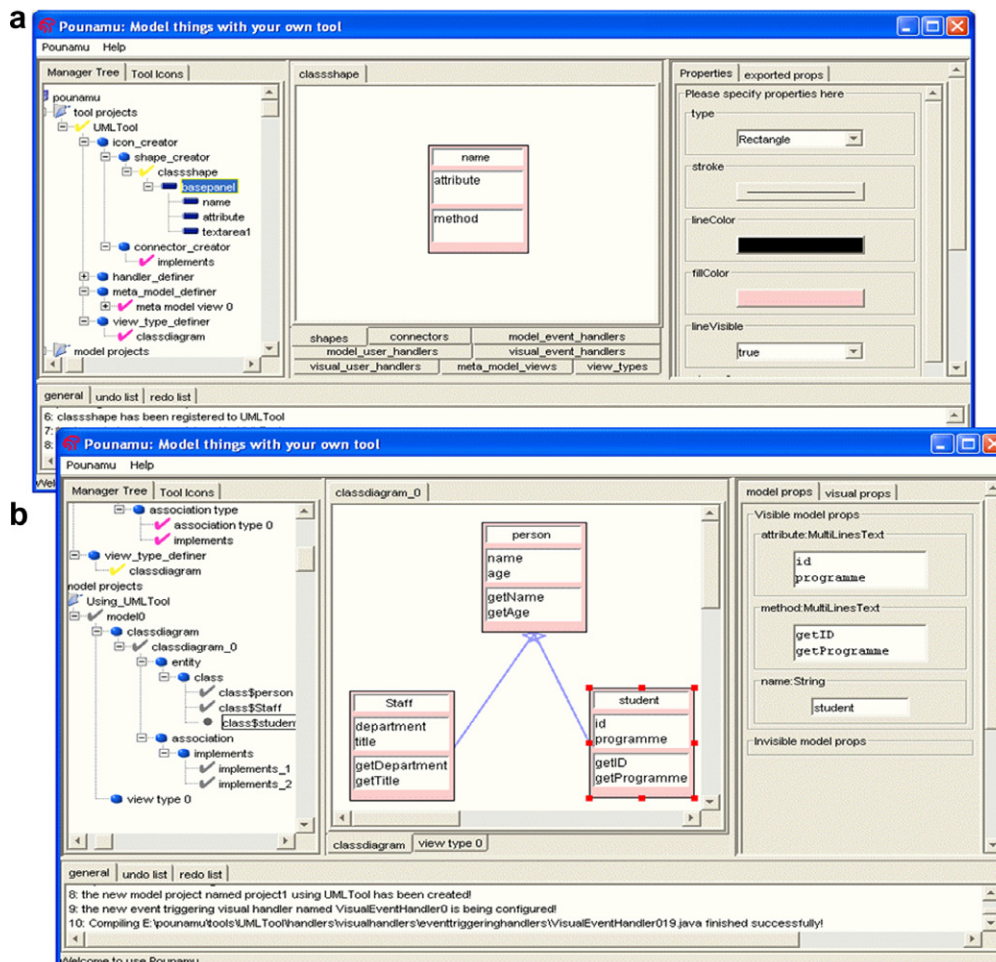 a
Pounamu: Model things with your own tool
Pounamu Help
Manager Tree Tool Icons
pounamu
tool projects
UMLTool
icon_creator
shape_creator
classshape
basepanel
name
attribute
textarea1
connector_creator
implements
handler_definer
meta_model_definer
meta model view 0
view_type_definer
classdiagram
model projects
classshape
name
attribute
method
shapes connectors model_event_handlers
model_user_handlers visual_event_handlers
visual_user_handlers meta_model_views view_types
Properties exported props
Please specify properties here
type
Rectangle
stroke
lineColor
fillColor
lineVisible
true
general undo list redo list
6: classshape has been registered to UMLTool
7:
8:
b
Pounamu: Model things with your own tool
Pounamu Help
Manager Tree Tool Icons
association type
association type 0
implements
view_type_definer
classdiagram
model projects
Using_UMLTool
model0
classdiagram
classdiagram_0
entity
class
class$person
class$Staff
class$studen
association
implements
implements_1
implements_2
view type 0
classdiagram_0
person
name
age
getName
getAge
Staff
department
title
getDepartment
getTitle
student
id
programme
getID
getProgramme
classdiagram view type 0
model props visual props
Visible model props
attribute:MultiLinesText
id
programme
method:MultiLinesText
getID
getProgramme
name:String
student
Invisible model props
general undo list redo list
8: the new model project named project1 using UMLTool has been created!
9: the new event triggering visual handler named VisualEventHandler0 is being configured!
10: Compiling E:\pounamu\tools\UMLTool\handlers\visualhandlers\eventtriggeringhandlers\VisualEventHandler019.java finished successfully!
Welcome to use Pounamu